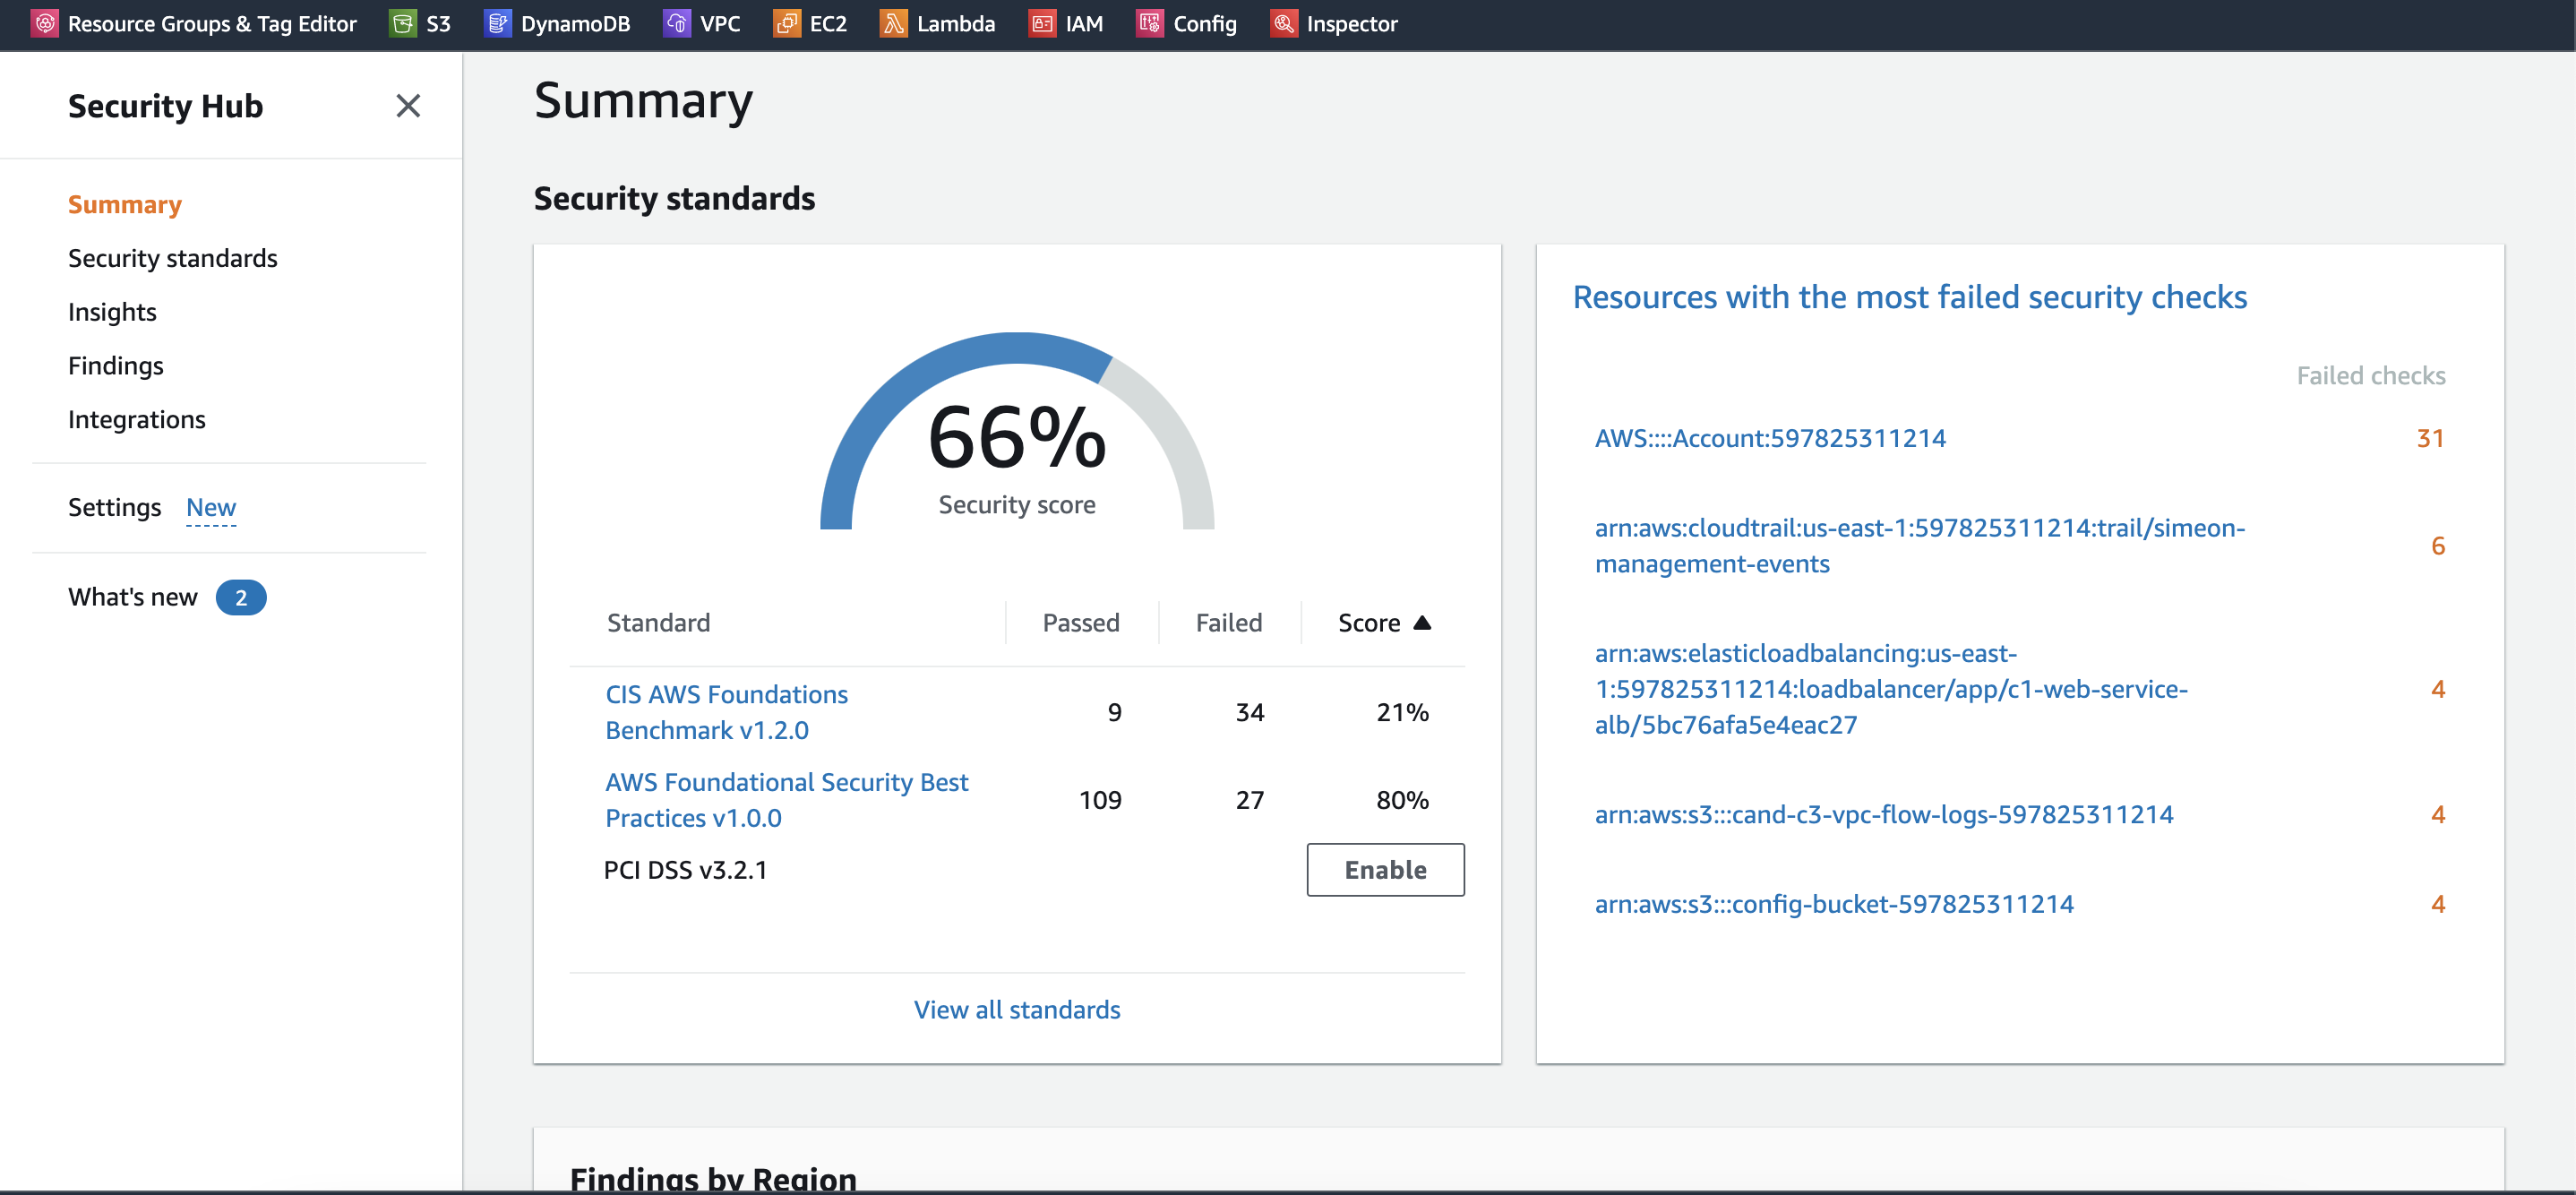 Resource Groups & Tag Editor S3 DynamoDB VPC EC2 Lambda IAM Config Inspector
Security Hub
Summary
Security standards
Insights
Findings
Integrations
Settings New
What's new 2
Summary
Security standards
66%
Security score
Standard Passed Failed Score
CIS AWS Foundations
Benchmark v1.2.0
9 34 21%
AWS Foundational Security Best
Practices v1.0.0
109 27 80%
PCI DSS v3.2.1 Enable
View all standards
Resources with the most failed security checks
Failed checks
AWS::::Account:597825311214 31
arn:aws:cloudtrail:us-east-1:597825311214:trail/simeon-
management-events
6
arn:aws:elasticloadbalancing:us-east-
1:597825311214:loadbalancer/app/c1-web-service-
alb/5bc76afa5e4eac27
4
arn:aws:s3:::cand-c3-vpc-flow-logs-597825311214 4
arn:aws:s3:::config-bucket-597825311214 4
Findings by Region